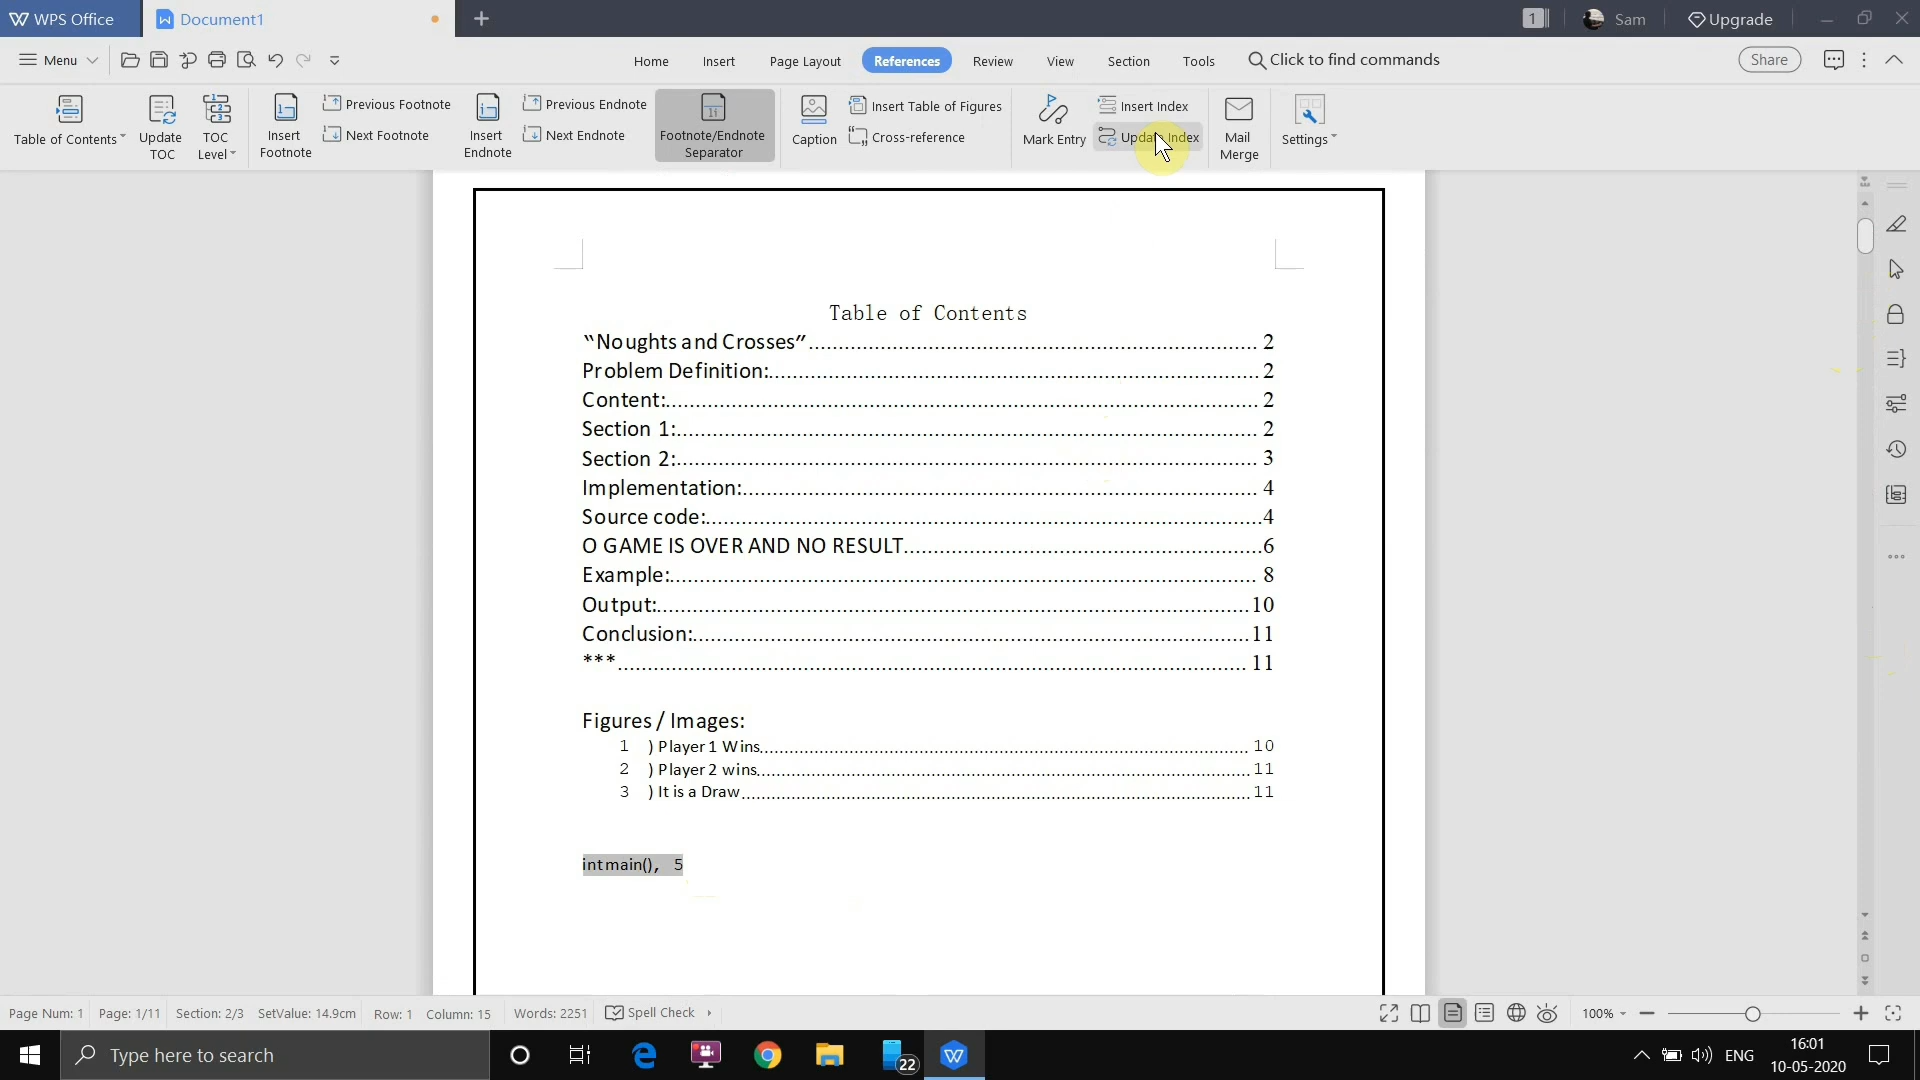 WPS Office
Document1
1
Sam
Upgrade
Menu
Home
Insert
Page Layout
References
Review
View
Section
Tools
Click to find commands
Share
Table of Contents
Update TOC
TOC Level
Insert Footnote
Previous Footnote
Next Footnote
Insert Endnote
Previous Endnote
Next Endnote
Footnote/Endnote Separator
Caption
Insert Table of Figures
Cross-reference
Mark Entry
Insert Index
Update Index
Mail Merge
Settings
Table of Contents
“Noughts and Crosses”........ 2
Problem Definition:........ 2
Content:........ 2
Section 1:........ 2
Section 2:........ 3
Implementation:........ 4
Source code:........ 4
O GAME IS OVER AND NO RESULT........ 6
Example:........ 8
Output:........ 10
Conclusion:........ 11
***........ 11
Figures / Images:
1 ) Player 1 Wins........ 10
2 ) Player 2 wins........ 11
3 ) It is a Draw........ 11
int main(), 5
Page Num: 1
Page: 1/11
Section: 2/3
SetValue: 14.9cm
Row: 1
Column: 15
Words: 2251
Spell Check
100%
Type here to search
22
ENG
16:01
10-05-2020